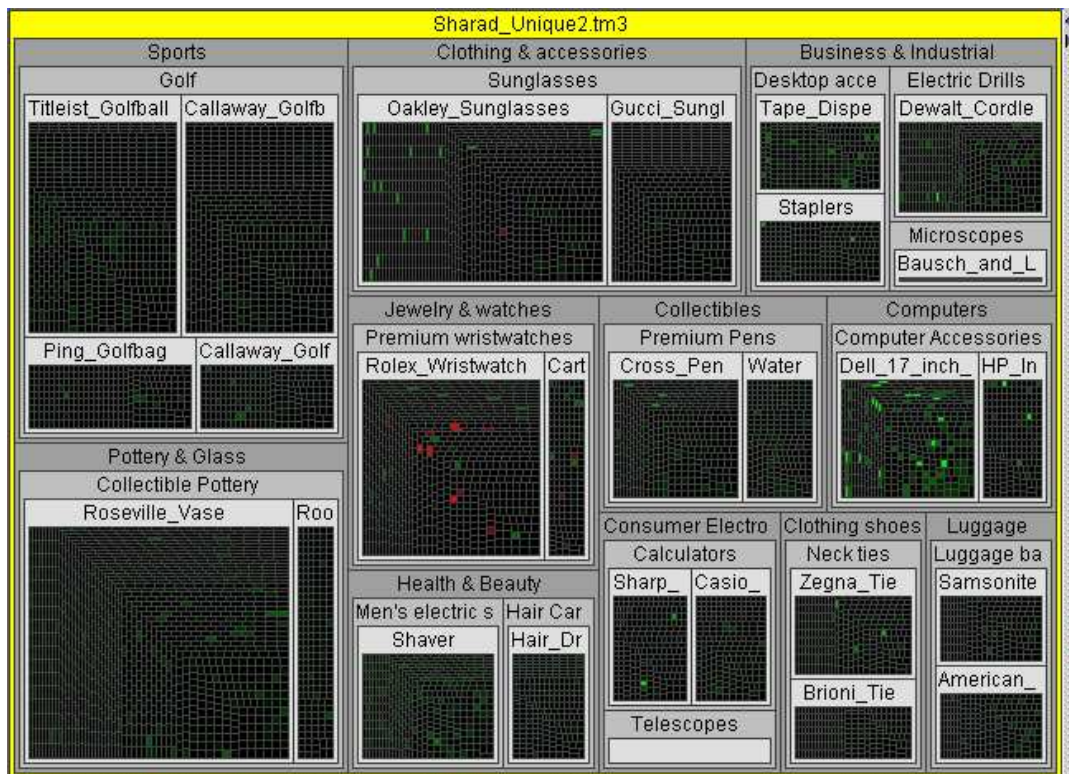 Sharad_Unique2.tm3
Sports
Golf
Titleist_Golfball
Callaway_Golfb
Ping_Golfbag
Callaway_Golf
Pottery & Glass
Collectible Pottery
Roseville_Vase
Roo
Clothing & accessories
Sunglasses
Oakley_Sunglasses
Gucci_Sungl
Business & Industrial
Desktop acce
Tape_Dispe
Staplers
Electric Drills
Dewalt_Cordle
Microscopes
Bausch_and_L
Jewelry & watches
Premium wristwatches
Rolex_Wristwatch
Cart
Health & Beauty
Men's electric s
Shaver
Hair Car
Hair_Dr
Collectibles
Premium Pens
Cross_Pen
Water
Computers
Computer Accessories
Dell_17_inch_
HP_In
Consumer Electro
Calculators
Sharp_
Casio_
Telescopes
Clothing shoes
Neck ties
Zegna_Tie
Brioni_Tie
Luggage
Luggage ba
Samsonite
American_